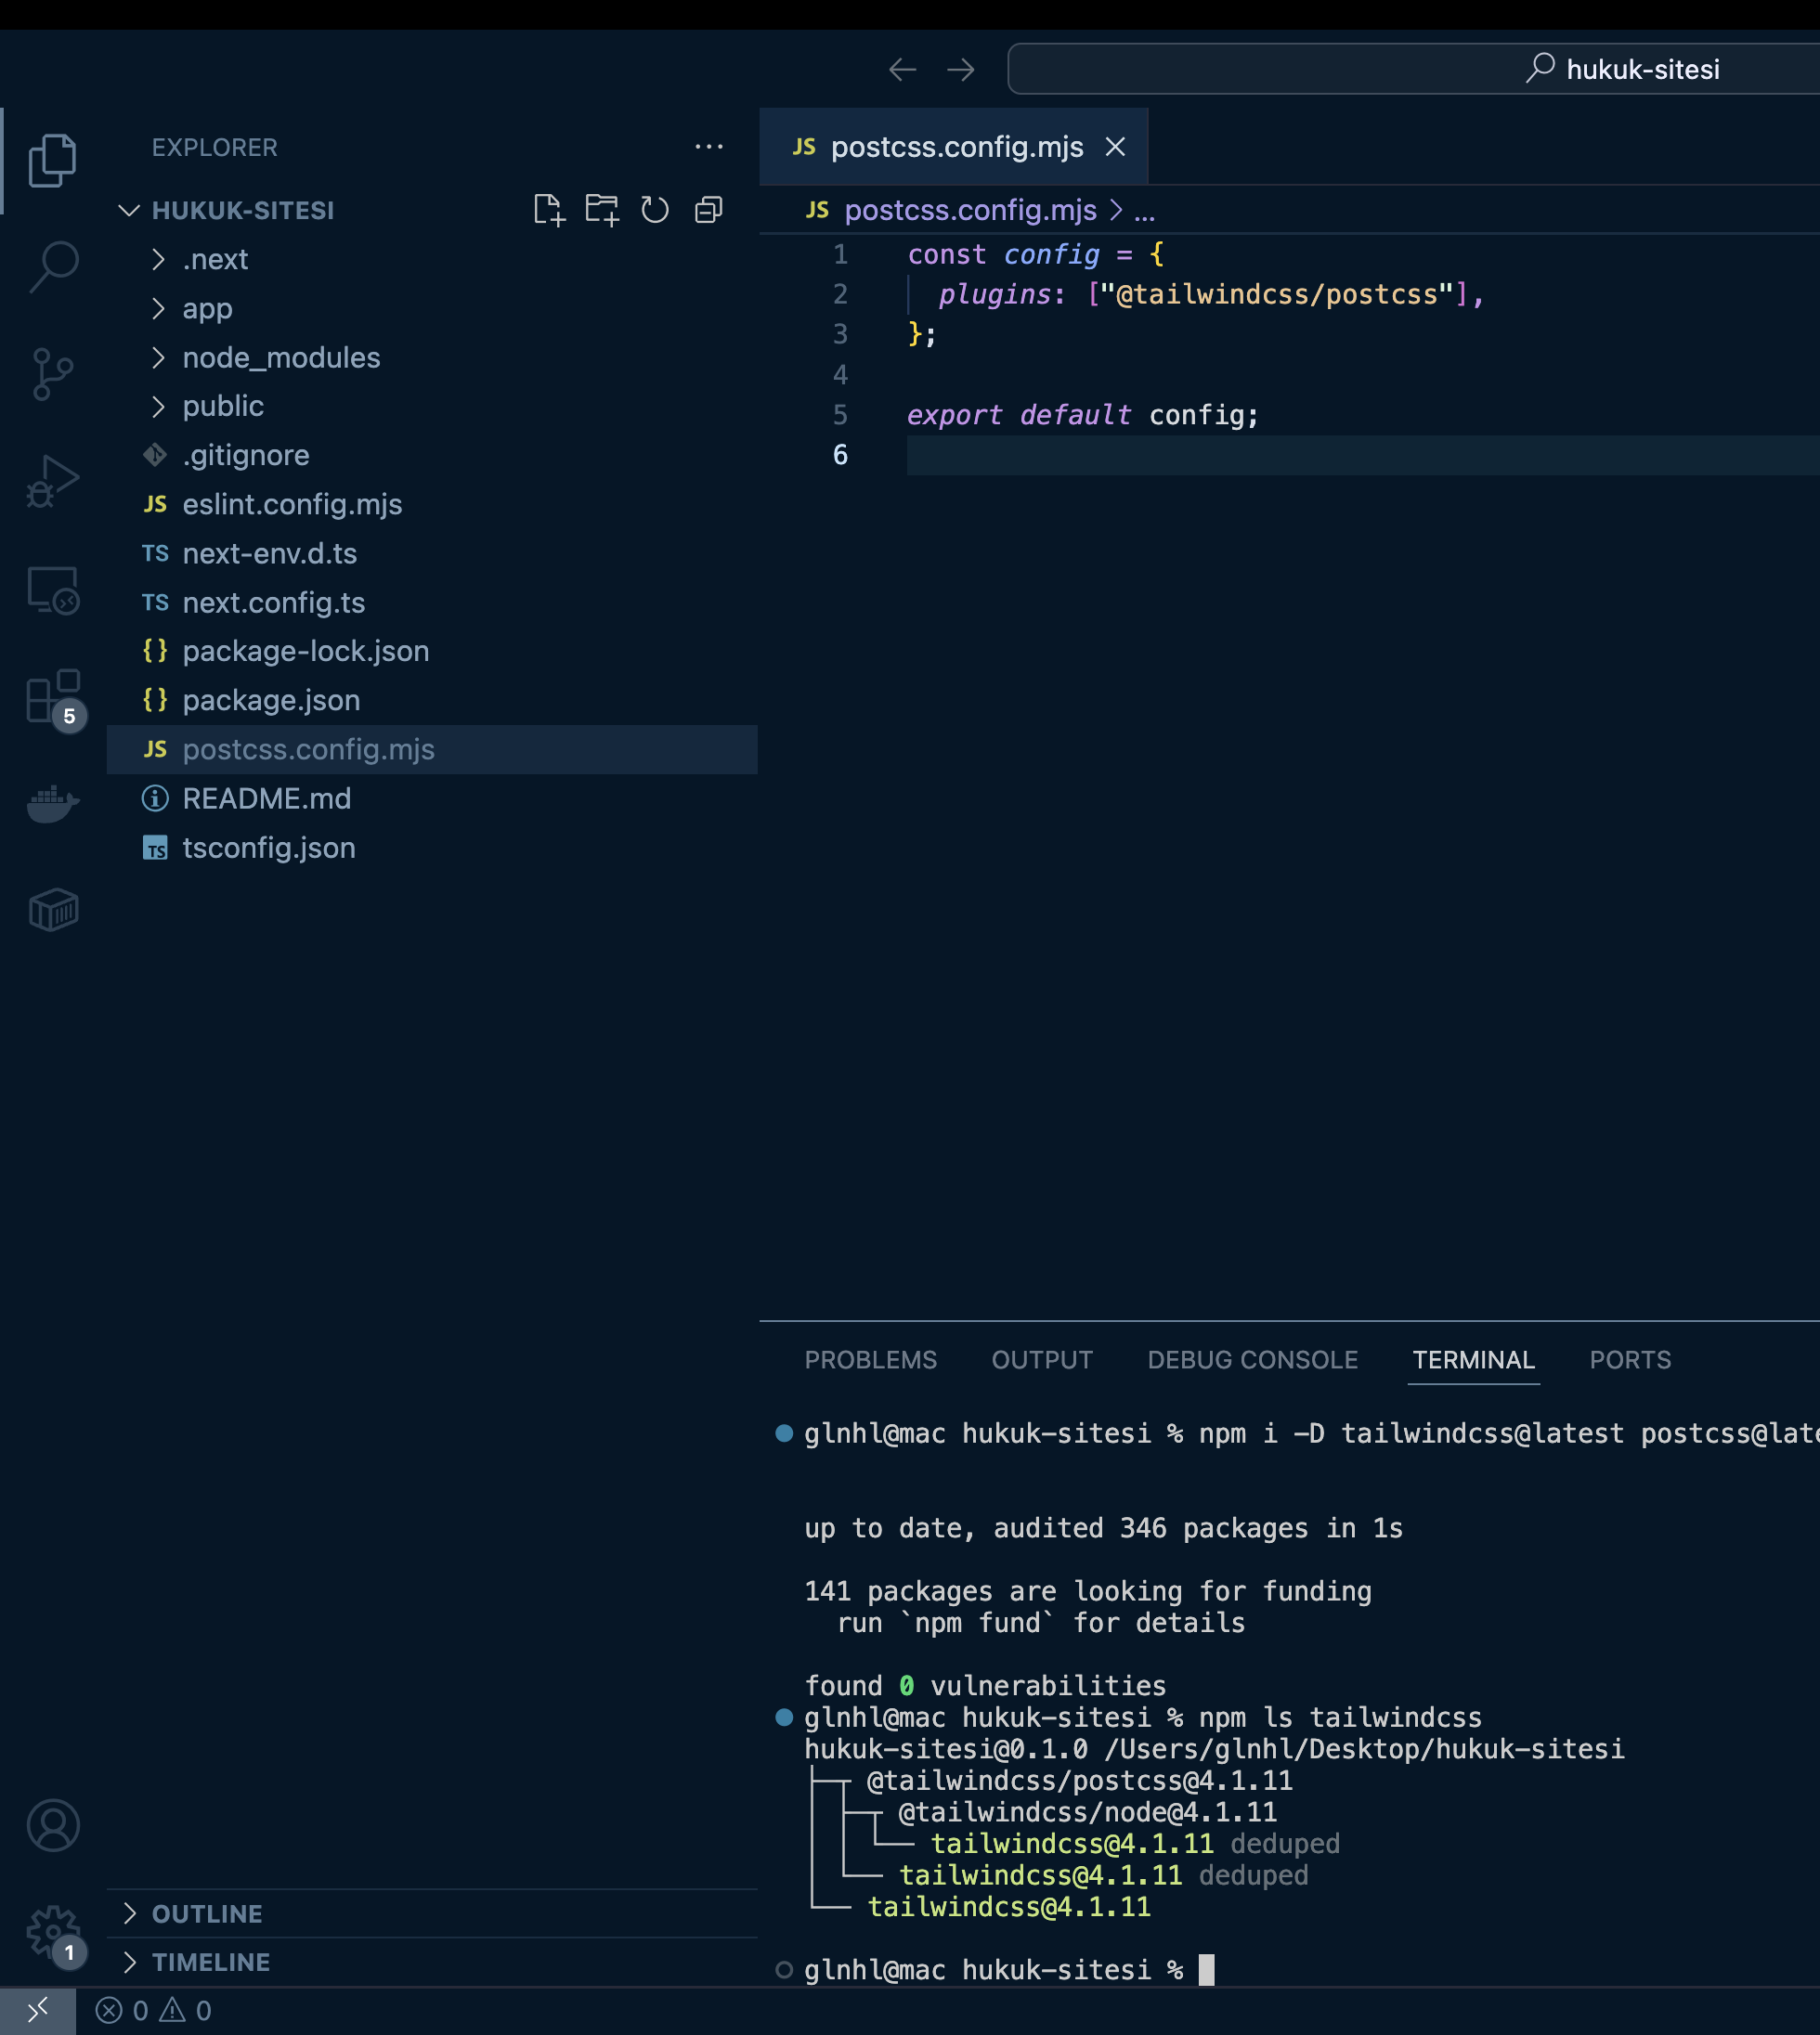 hukuk-sitesi
EXPLORER
HUKUK-SITESI
.next
app
node_modules
public
.gitignore
JS eslint.config.mjs
TS next-env.d.ts
TS next.config.ts
{} package-lock.json
{} package.json
JS postcss.config.mjs
README.md
TS tsconfig.json
5
OUTLINE
TIMELINE
1
0 0
JS postcss.config.mjs
JS postcss.config.mjs > ...
1 const config = {
2 plugins: ["@tailwindcss/postcss"],
3 };
4
5 export default config;
6
PROBLEMS OUTPUT DEBUG CONSOLE TERMINAL PORTS
glnhl@mac hukuk-sitesi % npm i -D tailwindcss@latest postcss@late
up to date, audited 346 packages in 1s
141 packages are looking for funding
run `npm fund` for details
found 0 vulnerabilities
glnhl@mac hukuk-sitesi % npm ls tailwindcss
hukuk-sitesi@0.1.0 /Users/glnhl/Desktop/hukuk-sitesi
├─┬ @tailwindcss/postcss@4.1.11
│ ├─┬ @tailwindcss/node@4.1.11
│ │ └── tailwindcss@4.1.11 deduped
│ └── tailwindcss@4.1.11 deduped
└── tailwindcss@4.1.11
glnhl@mac hukuk-sitesi %